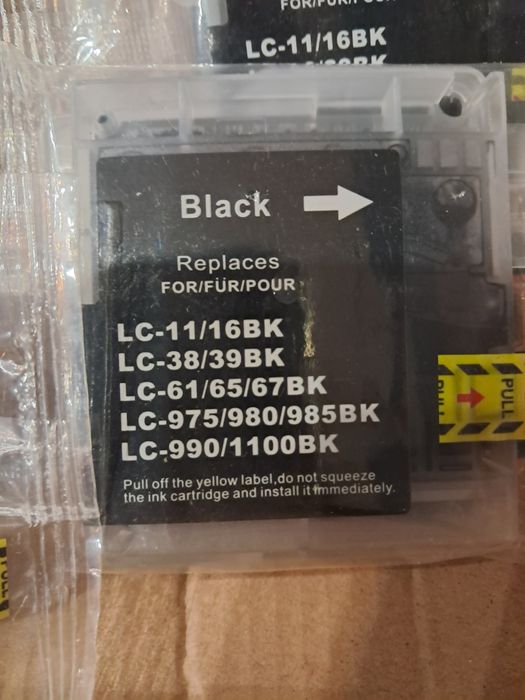 FOR/FÜR/POUR
LC-11/16BK
Black
Replaces
FOR/FÜR/POUR
LC-11/16BK
LC-38/39BK
LC-61/65/67BK
LC-975/980/985BK
LC-990/1100BK
Pull off the yellow label,do not squeeze
the ink cartridge and install it immediately.
PULL
PULL